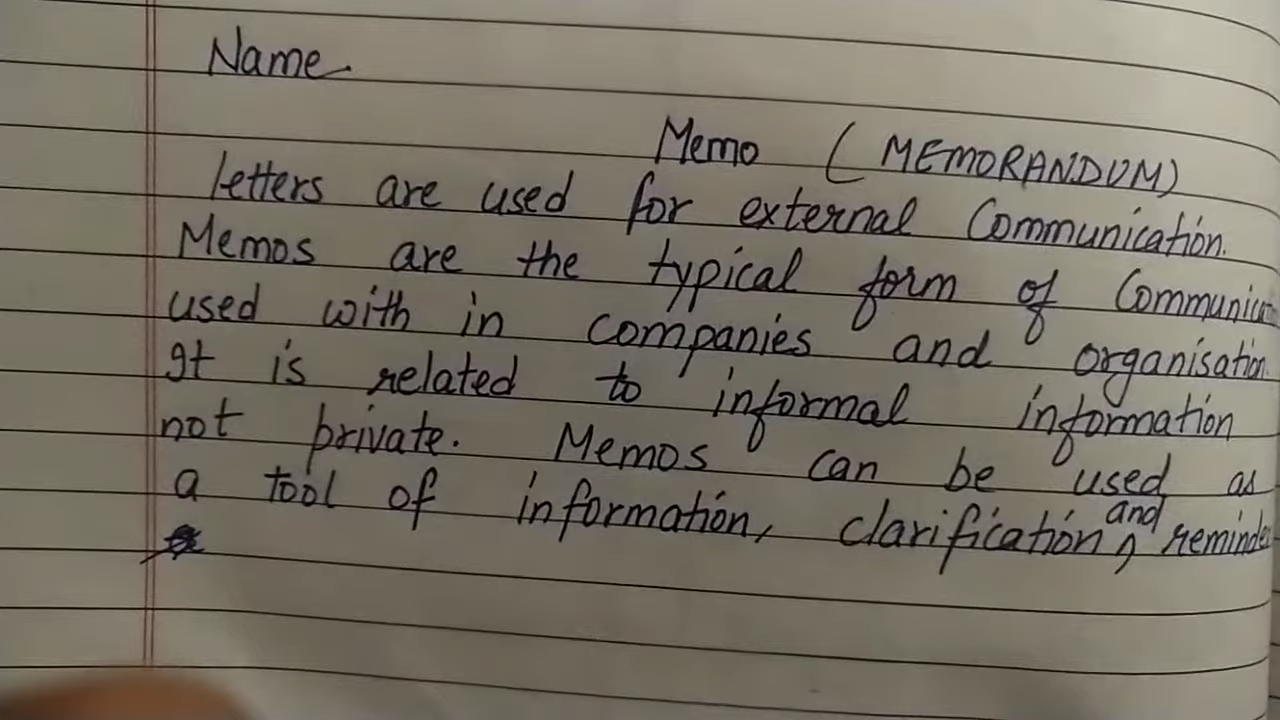 Name.
Memo ( MEMORANDUM)
letters are used for external Communication.
Memos are the typical form of Communica
used with in companies and organisation.
It is related to informal information
not private. Memos can be used as
a tool of information, clarification, and reminde